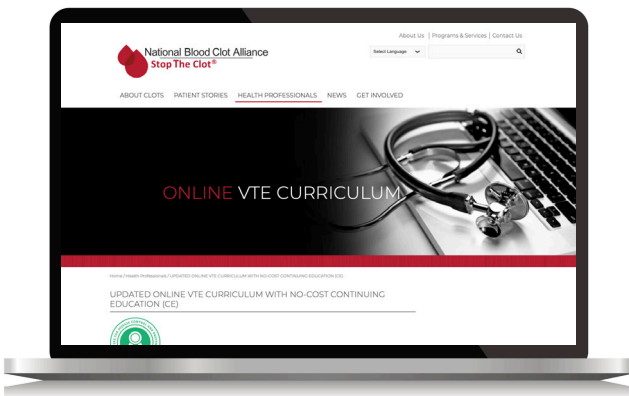 About Us | Programs & Services | Contact Us
National Blood Clot Alliance
Stop The Clot®
Select Language
ABOUT CLOTS PATIENT STORIES HEALTH PROFESSIONALS NEWS GET INVOLVED
ONLINE VTE CURRICULUM
Home / Health Professionals / UPDATED ONLINE VTE CURRICULUM WITH NO-COST CONTINUING EDUCATION (CE)
UPDATED ONLINE VTE CURRICULUM WITH NO-COST CONTINUING
EDUCATION (CE)